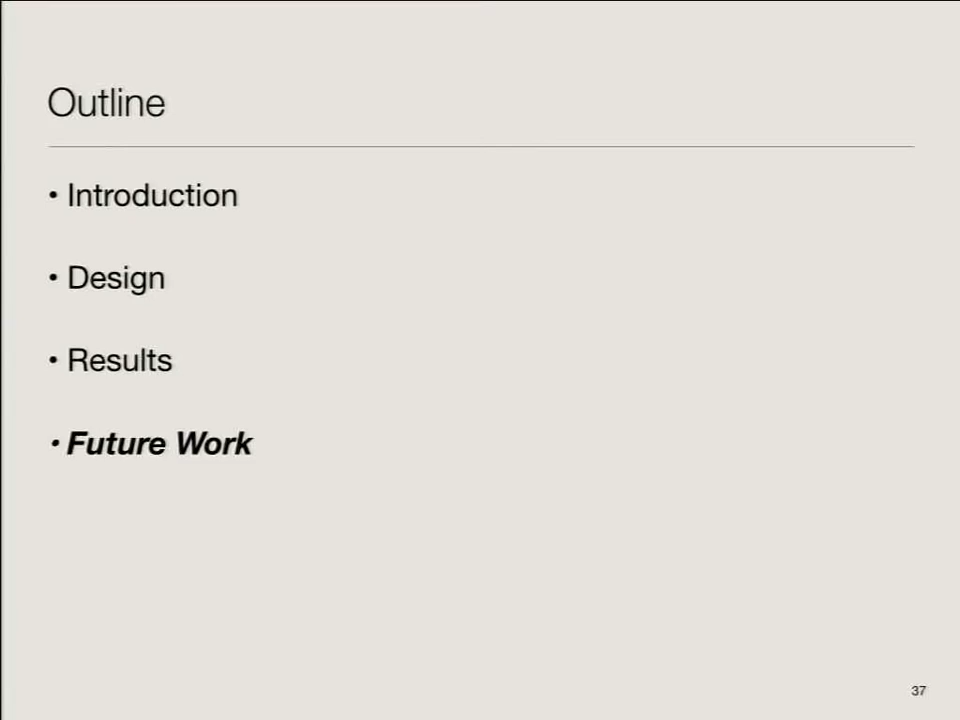 Outline
• Introduction
• Design
• Results
• Future Work
37